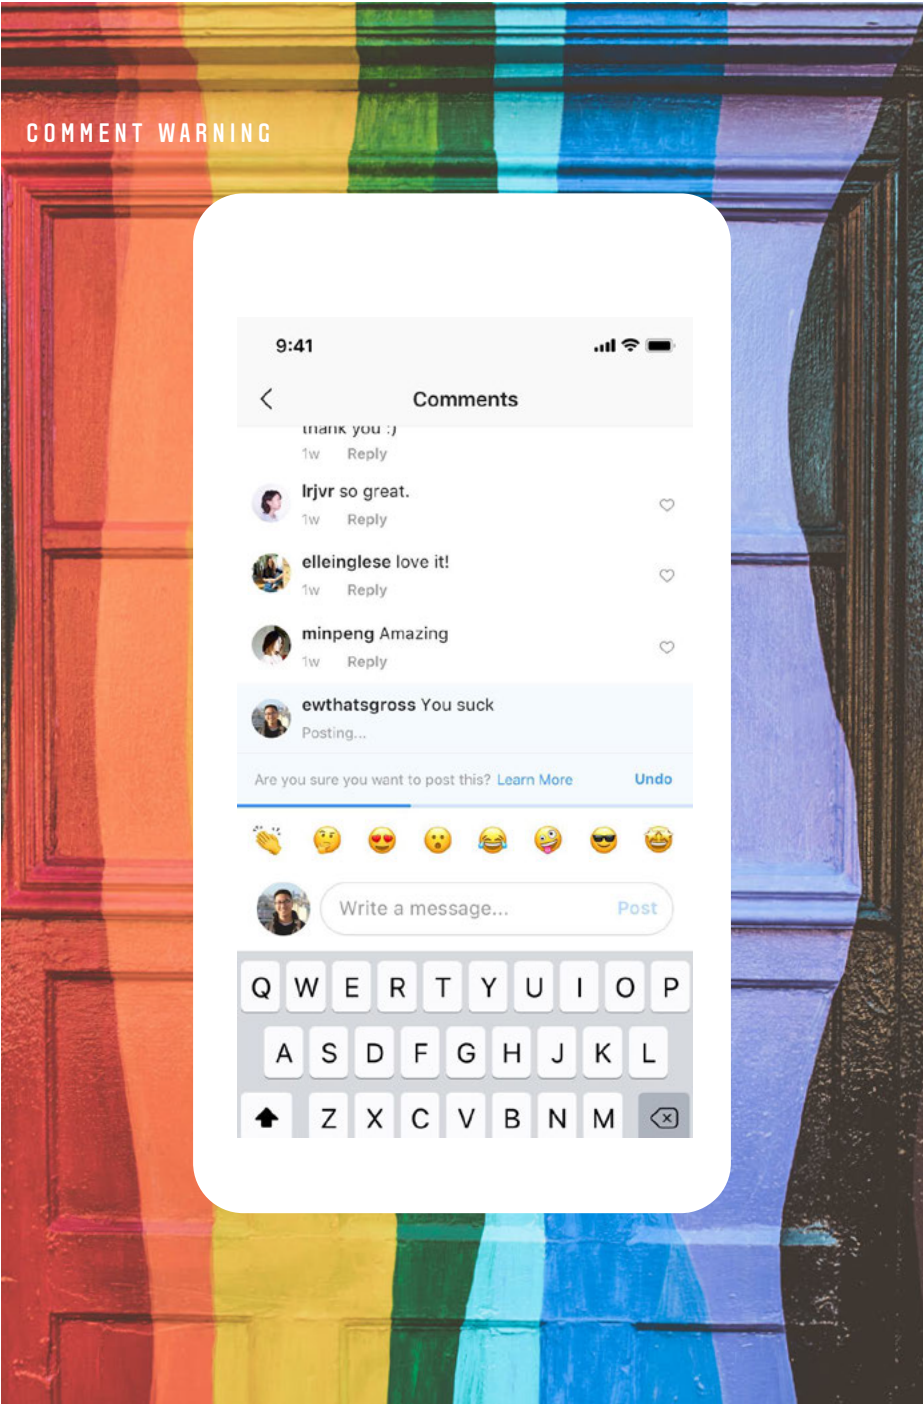 COMMENT WARNING
9:41
Comments
thank you :)
1w Reply
lrjvr so great.
1w Reply
elleinglese love it!
1w Reply
minpeng Amazing
1w Reply
ewthatsgross You suck
Posting...
Are you sure you want to post this? Learn More Undo
Write a message... Post
Q W E R T Y U I O P
A S D F G H J K L
Z X C V B N M